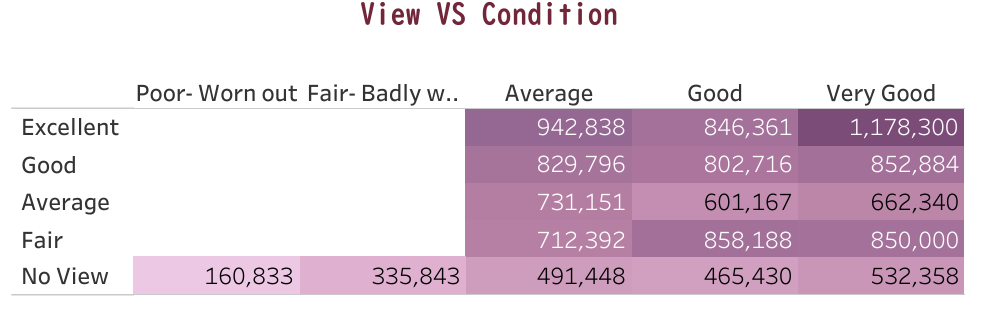 View VS Condition
Poor- Worn out Fair- Badly w.. Average Good Very Good
Excellent 942,838 846,361 1,178,300
Good 829,796 802,716 852,884
Average 731,151 601,167 662,340
Fair 712,392 858,188 850,000
No View 160,833 335,843 491,448 465,430 532,358